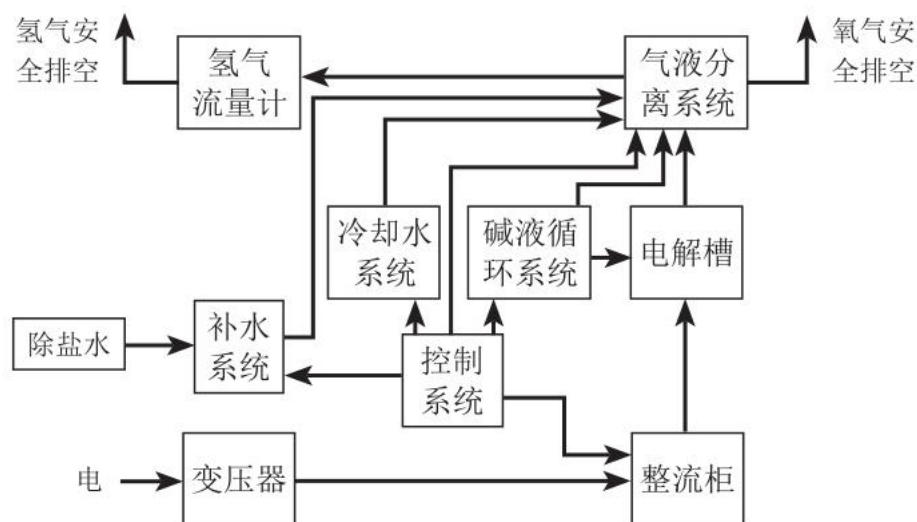 氢气安
全排空
氢气
流量计
气液分
离系统
氧气安
全排空
冷却水
系统
碱液循
环系统
电解槽
除盐水
补水
系统
控制
系统
电
变压器
整流柜